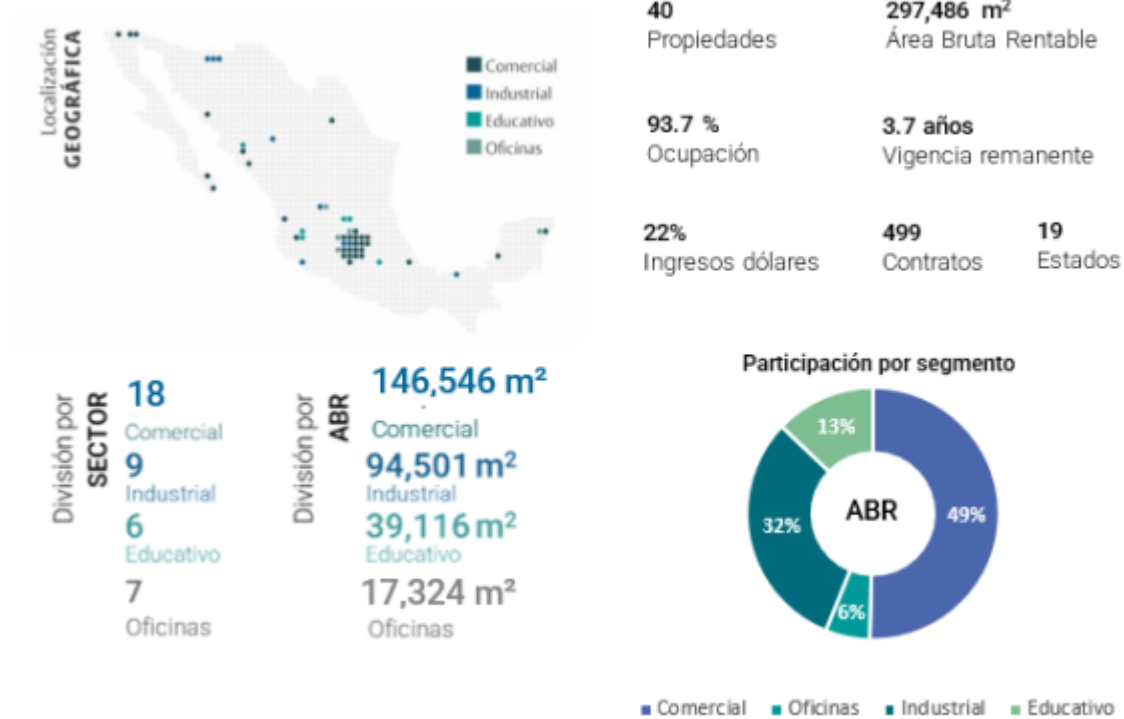 Localización
GEOGRÁFICA
Comercial
Industrial
Educativo
Oficinas
40
Propiedades
297,486 m²
Área Bruta Rentable
93.7 %
Ocupación
3.7 años
Vigencia remanente
22%
Ingresos dólares
499
Contratos
19
Estados
División por
SECTOR
18
Comercial
9
Industrial
6
Educativo
7
Oficinas
División por
ABR
146,546 m²
Comercial
94,501 m²
Industrial
39,116 m²
Educativo
17,324 m²
Oficinas
Participación por segmento
13%
49%
32%
6%
ABR
Comercial
Oficinas
Industrial
Educativo